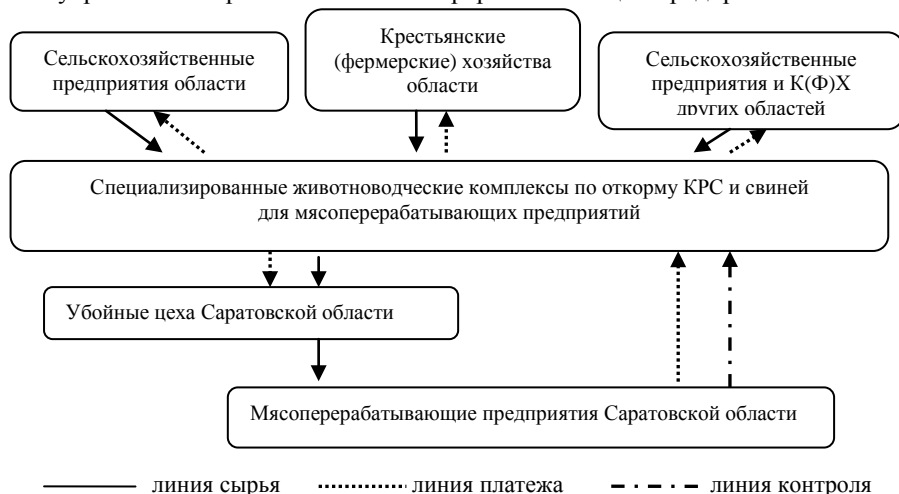 Сельскохозяйственные
предприятия области
Крестьянские
(фермерские) хозяйства
области
Сельскохозяйственные
предприятия и К(Ф)Х
других областей
Специализированные животноводческие комплексы по откорму КРС и свиней
для мясоперерабатывающих предприятий
Убойные цеха Саратовской области
Мясоперерабатывающие предприятия Саратовской области
линия сырья линия платежа линия контроля